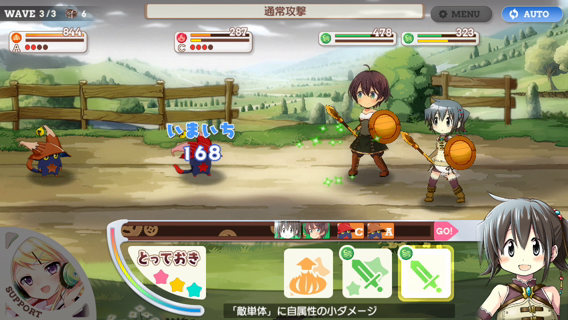 WAVE 3/3 6
通常攻撃
MENU
AUTO
844
A
287
C
478
323
いまいち
168
C
A
GO!
とっておき
SUPPORT
「敵単体」に自属性の小ダメージ